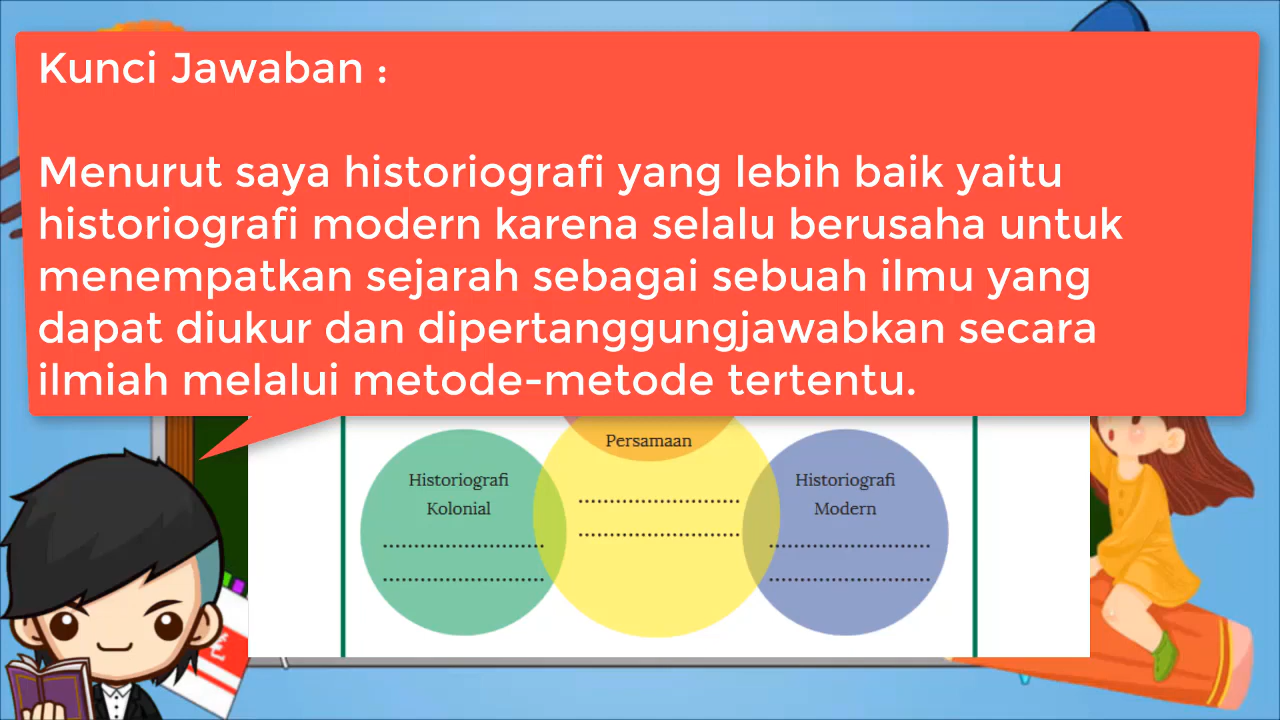 Kunci Jawaban :
Menurut saya historiografi yang lebih baik yaitu
historiografi modern karena selalu berusaha untuk
menempatkan sejarah sebagai sebuah ilmu yang
dapat diukur dan dipertanggungjawabkan secara
ilmiah melalui metode-metode tertentu.
Persamaan
..........................
..........................
Historiografi
Kolonial
..........................
..........................
Historiografi
Modern
..........................
..........................